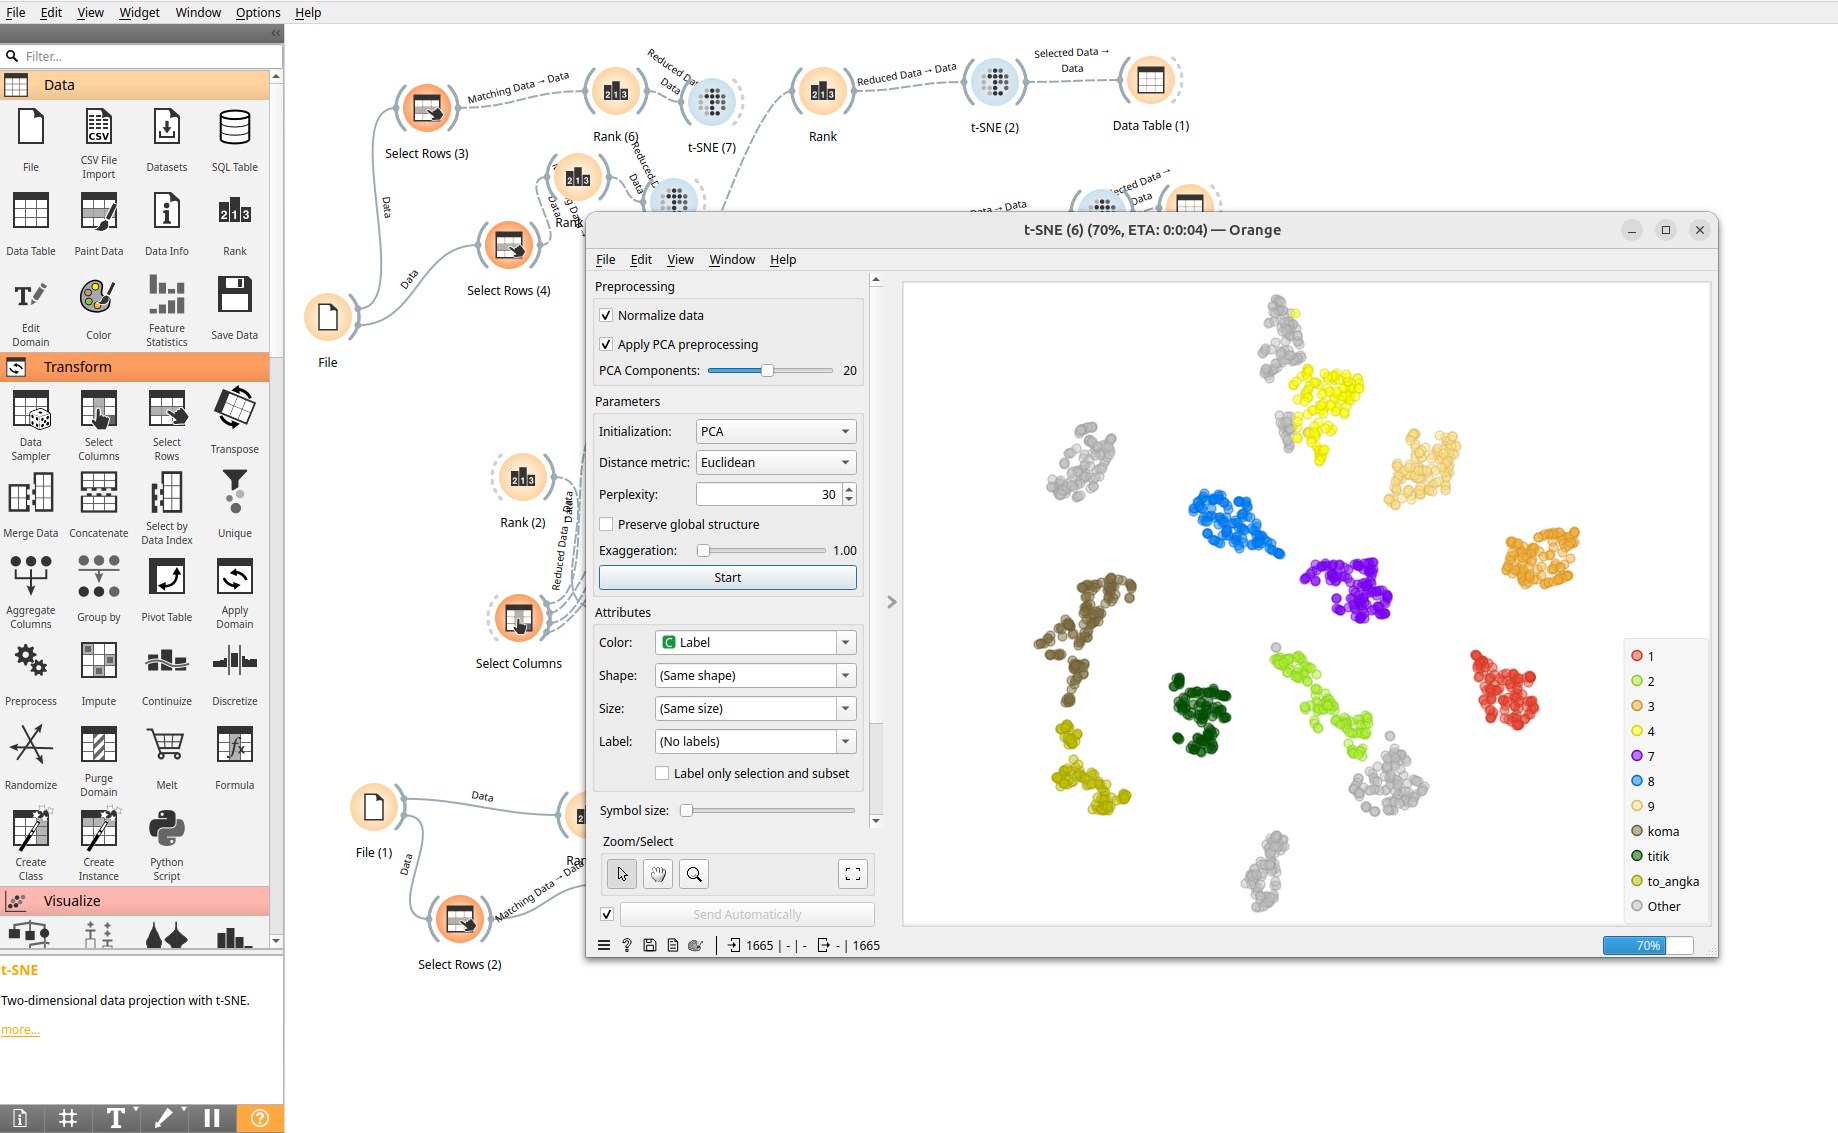 File Edit View Widget Window Options Help
Filter...
Data
File
CSV File
Import
Datasets
SQL Table
Data Table
Paint Data
Data Info
Rank
Edit
Domain
Color
Feature
Statistics
Save Data
Transform
Data
Sampler
Select
Columns
Select
Rows
Transpose
Merge Data
Concatenate
Select by
Data Index
Unique
Aggregate
Columns
Group by
Pivot Table
Apply
Domain
Preprocess
Impute
Continuize
Discretize
Randomize
Purge
Domain
Melt
Formula
Create
Class
Create
Instance
Python
Script
Visualize
t-SNE
Two-dimensional data projection with t-SNE.
more...
Select Rows (3)
Matching Data → Data
Rank (6)
Data
t-SNE (7)
Rank
Reduced Data → Data
t-SNE (2)
Selected Data →
Data
Data Table (1)
Data
Data
Select Rows (4)
File
Rank
Data
Data
Data
Rank (2)
Data
Data
Reduced Data
Select Columns
File (1)
Data
Data
Select Rows (2)
Matching Data → Data
t-SNE (6) (70%, ETA: 0:0:04) — Orange
File Edit View Window Help
Preprocessing
Normalize data
Apply PCA preprocessing
PCA Components: 20
Parameters
Initialization: PCA
Distance metric: Euclidean
Perplexity: 30
Preserve global structure
Exaggeration: 1.00
Start
Attributes
Color: C Label
Shape: (Same shape)
Size: (Same size)
Label: (No labels)
Label only selection and subset
Symbol size:
Zoom/Select
Send Automatically
1665 | - | - - | 1665
70%
1
2
3
4
7
8
9
koma
titik
to_angka
Other